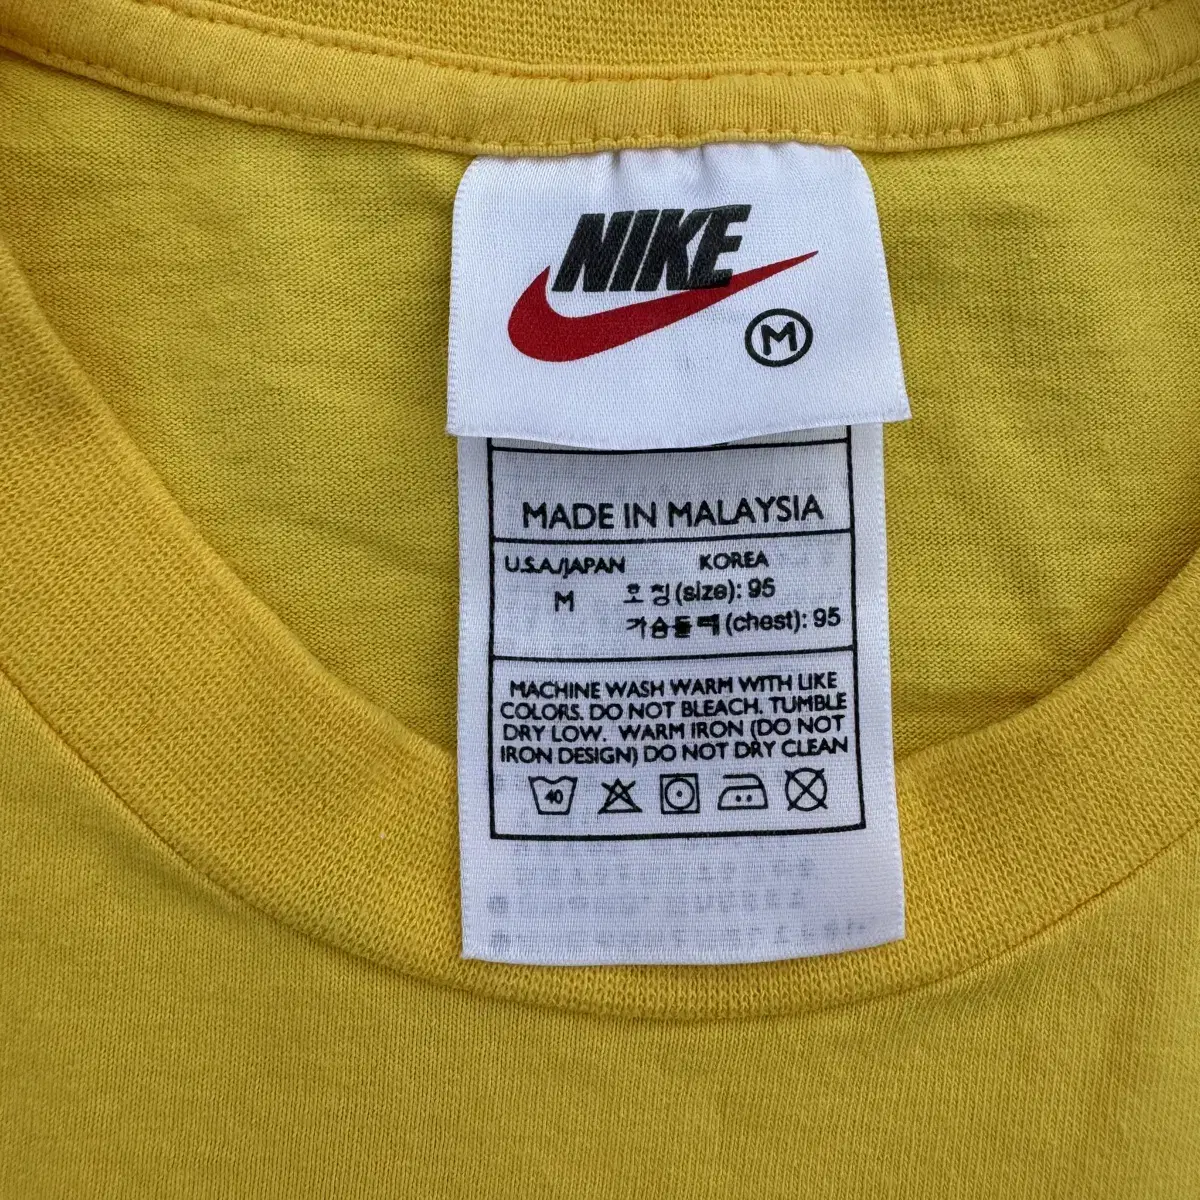 NIKE
M
MADE IN MALAYSIA
U.S.A./JAPAN KOREA
M 호칭(size): 95
가슴둘레(chest): 95
MACHINE WASH WARM WITH LIKE
COLORS. DO NOT BLEACH. TUMBLE
DRY LOW. WARM IRON (DO NOT
IRON DESIGN) DO NOT DRY CLEAN
40